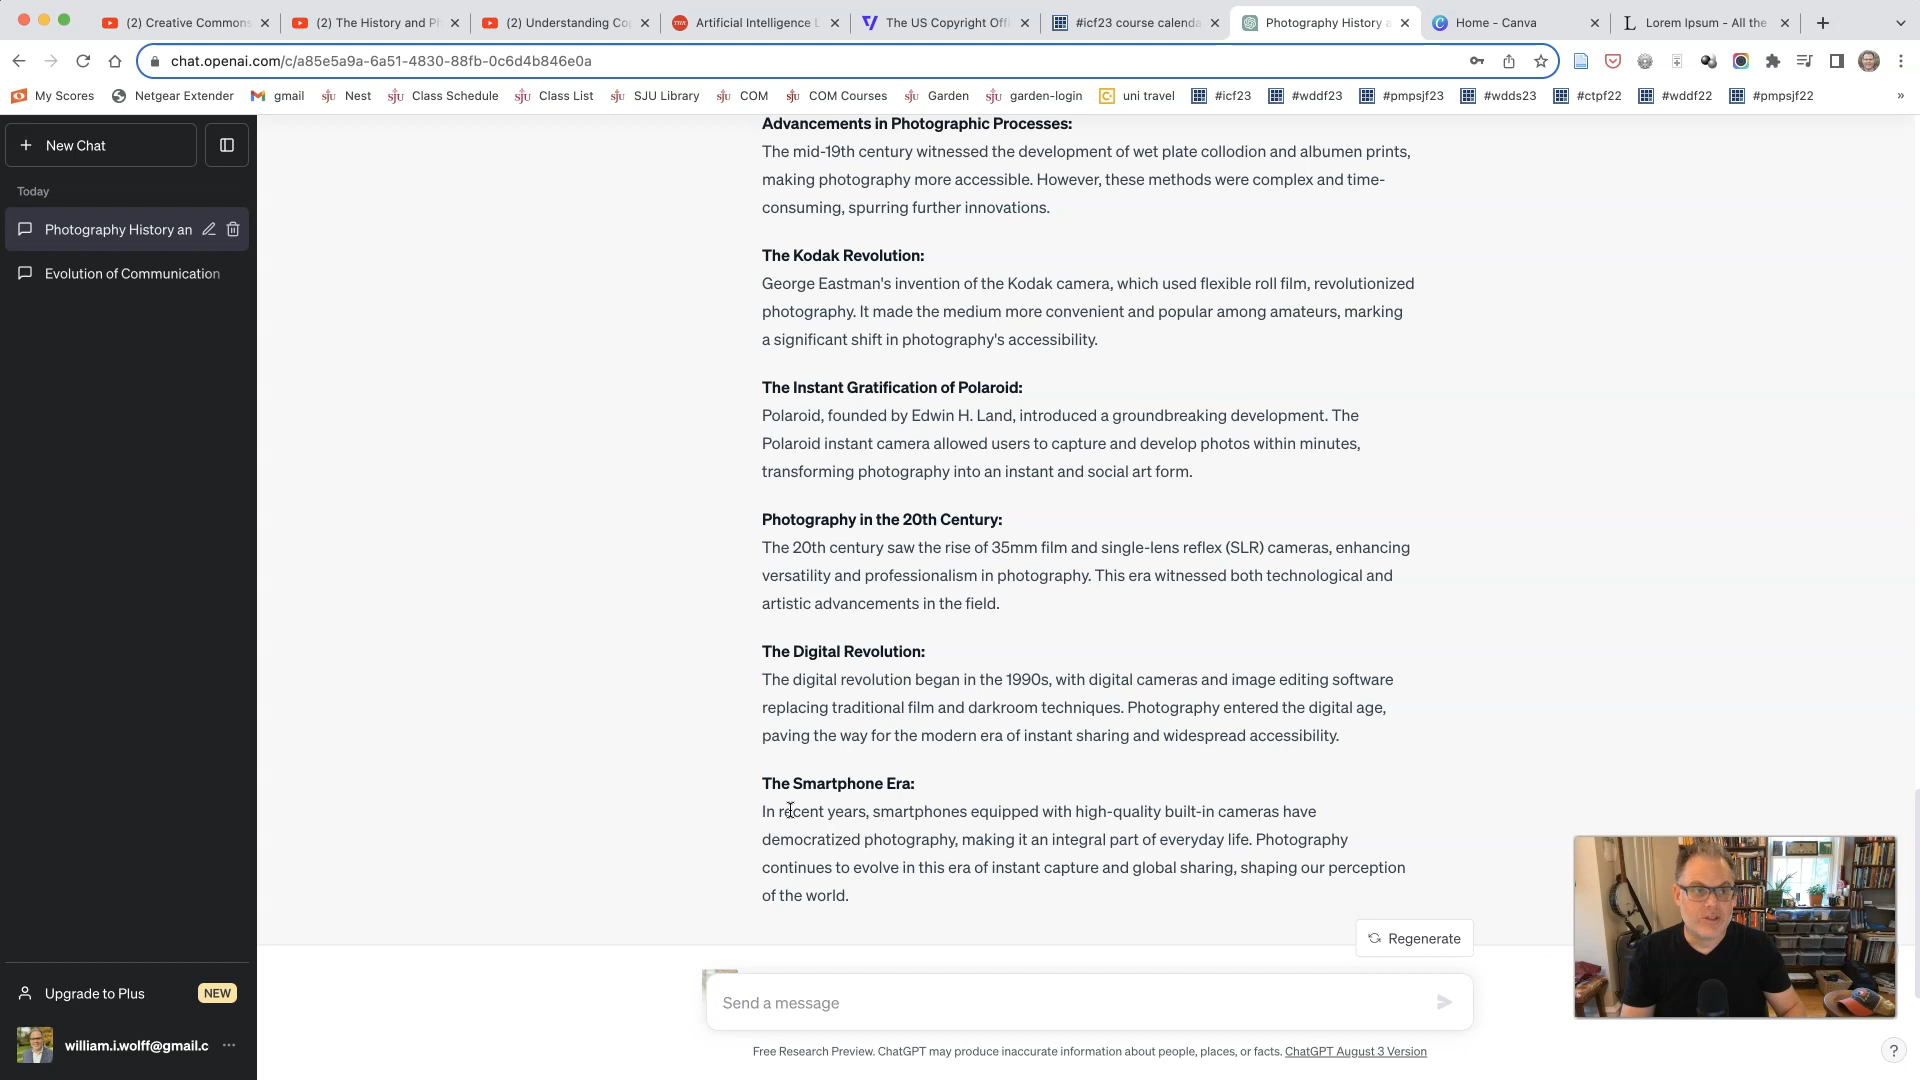 (2) Creative Commons
(2) The History and Ph
(2) Understanding Co
Artificial Intelligence L
The US Copyright Offi
#icf23 course calenda
Photography History a
Home - Canva
Lorem Ipsum - All the
chat.openai.com/c/a85e5a9a-6a51-4830-88fb-0c6d4b846e0a
My Scores
Netgear Extender
gmail
Nest
Class Schedule
Class List
SJU Library
COM
COM Courses
Garden
garden-login
uni travel
#icf23
#wddf23
#pmpsjf23
#wdds23
#ctpf22
#wddf22
#pmpsjf22
»
+ New Chat
Today
Photography History an
Evolution of Communication
Advancements in Photographic Processes:
The mid-19th century witnessed the development of wet plate collodion and albumen prints,
making photography more accessible. However, these methods were complex and time-
consuming, spurring further innovations.
The Kodak Revolution:
George Eastman's invention of the Kodak camera, which used flexible roll film, revolutionized
photography. It made the medium more convenient and popular among amateurs, marking
a significant shift in photography's accessibility.
The Instant Gratification of Polaroid:
Polaroid, founded by Edwin H. Land, introduced a groundbreaking development. The
Polaroid instant camera allowed users to capture and develop photos within minutes,
transforming photography into an instant and social art form.
Photography in the 20th Century:
The 20th century saw the rise of 35mm film and single-lens reflex (SLR) cameras, enhancing
versatility and professionalism in photography. This era witnessed both technological and
artistic advancements in the field.
The Digital Revolution:
The digital revolution began in the 1990s, with digital cameras and image editing software
replacing traditional film and darkroom techniques. Photography entered the digital age,
paving the way for the modern era of instant sharing and widespread accessibility.
The Smartphone Era:
In recent years, smartphones equipped with high-quality built-in cameras have
democratized photography, making it an integral part of everyday life. Photography
continues to evolve in this era of instant capture and global sharing, shaping our perception
of the world.
Regenerate
Send a message
Free Research Preview. ChatGPT may produce inaccurate information about people, places, or facts. ChatGPT August 3 Version
Upgrade to Plus
NEW
william.i.wolff@gmail.c
?